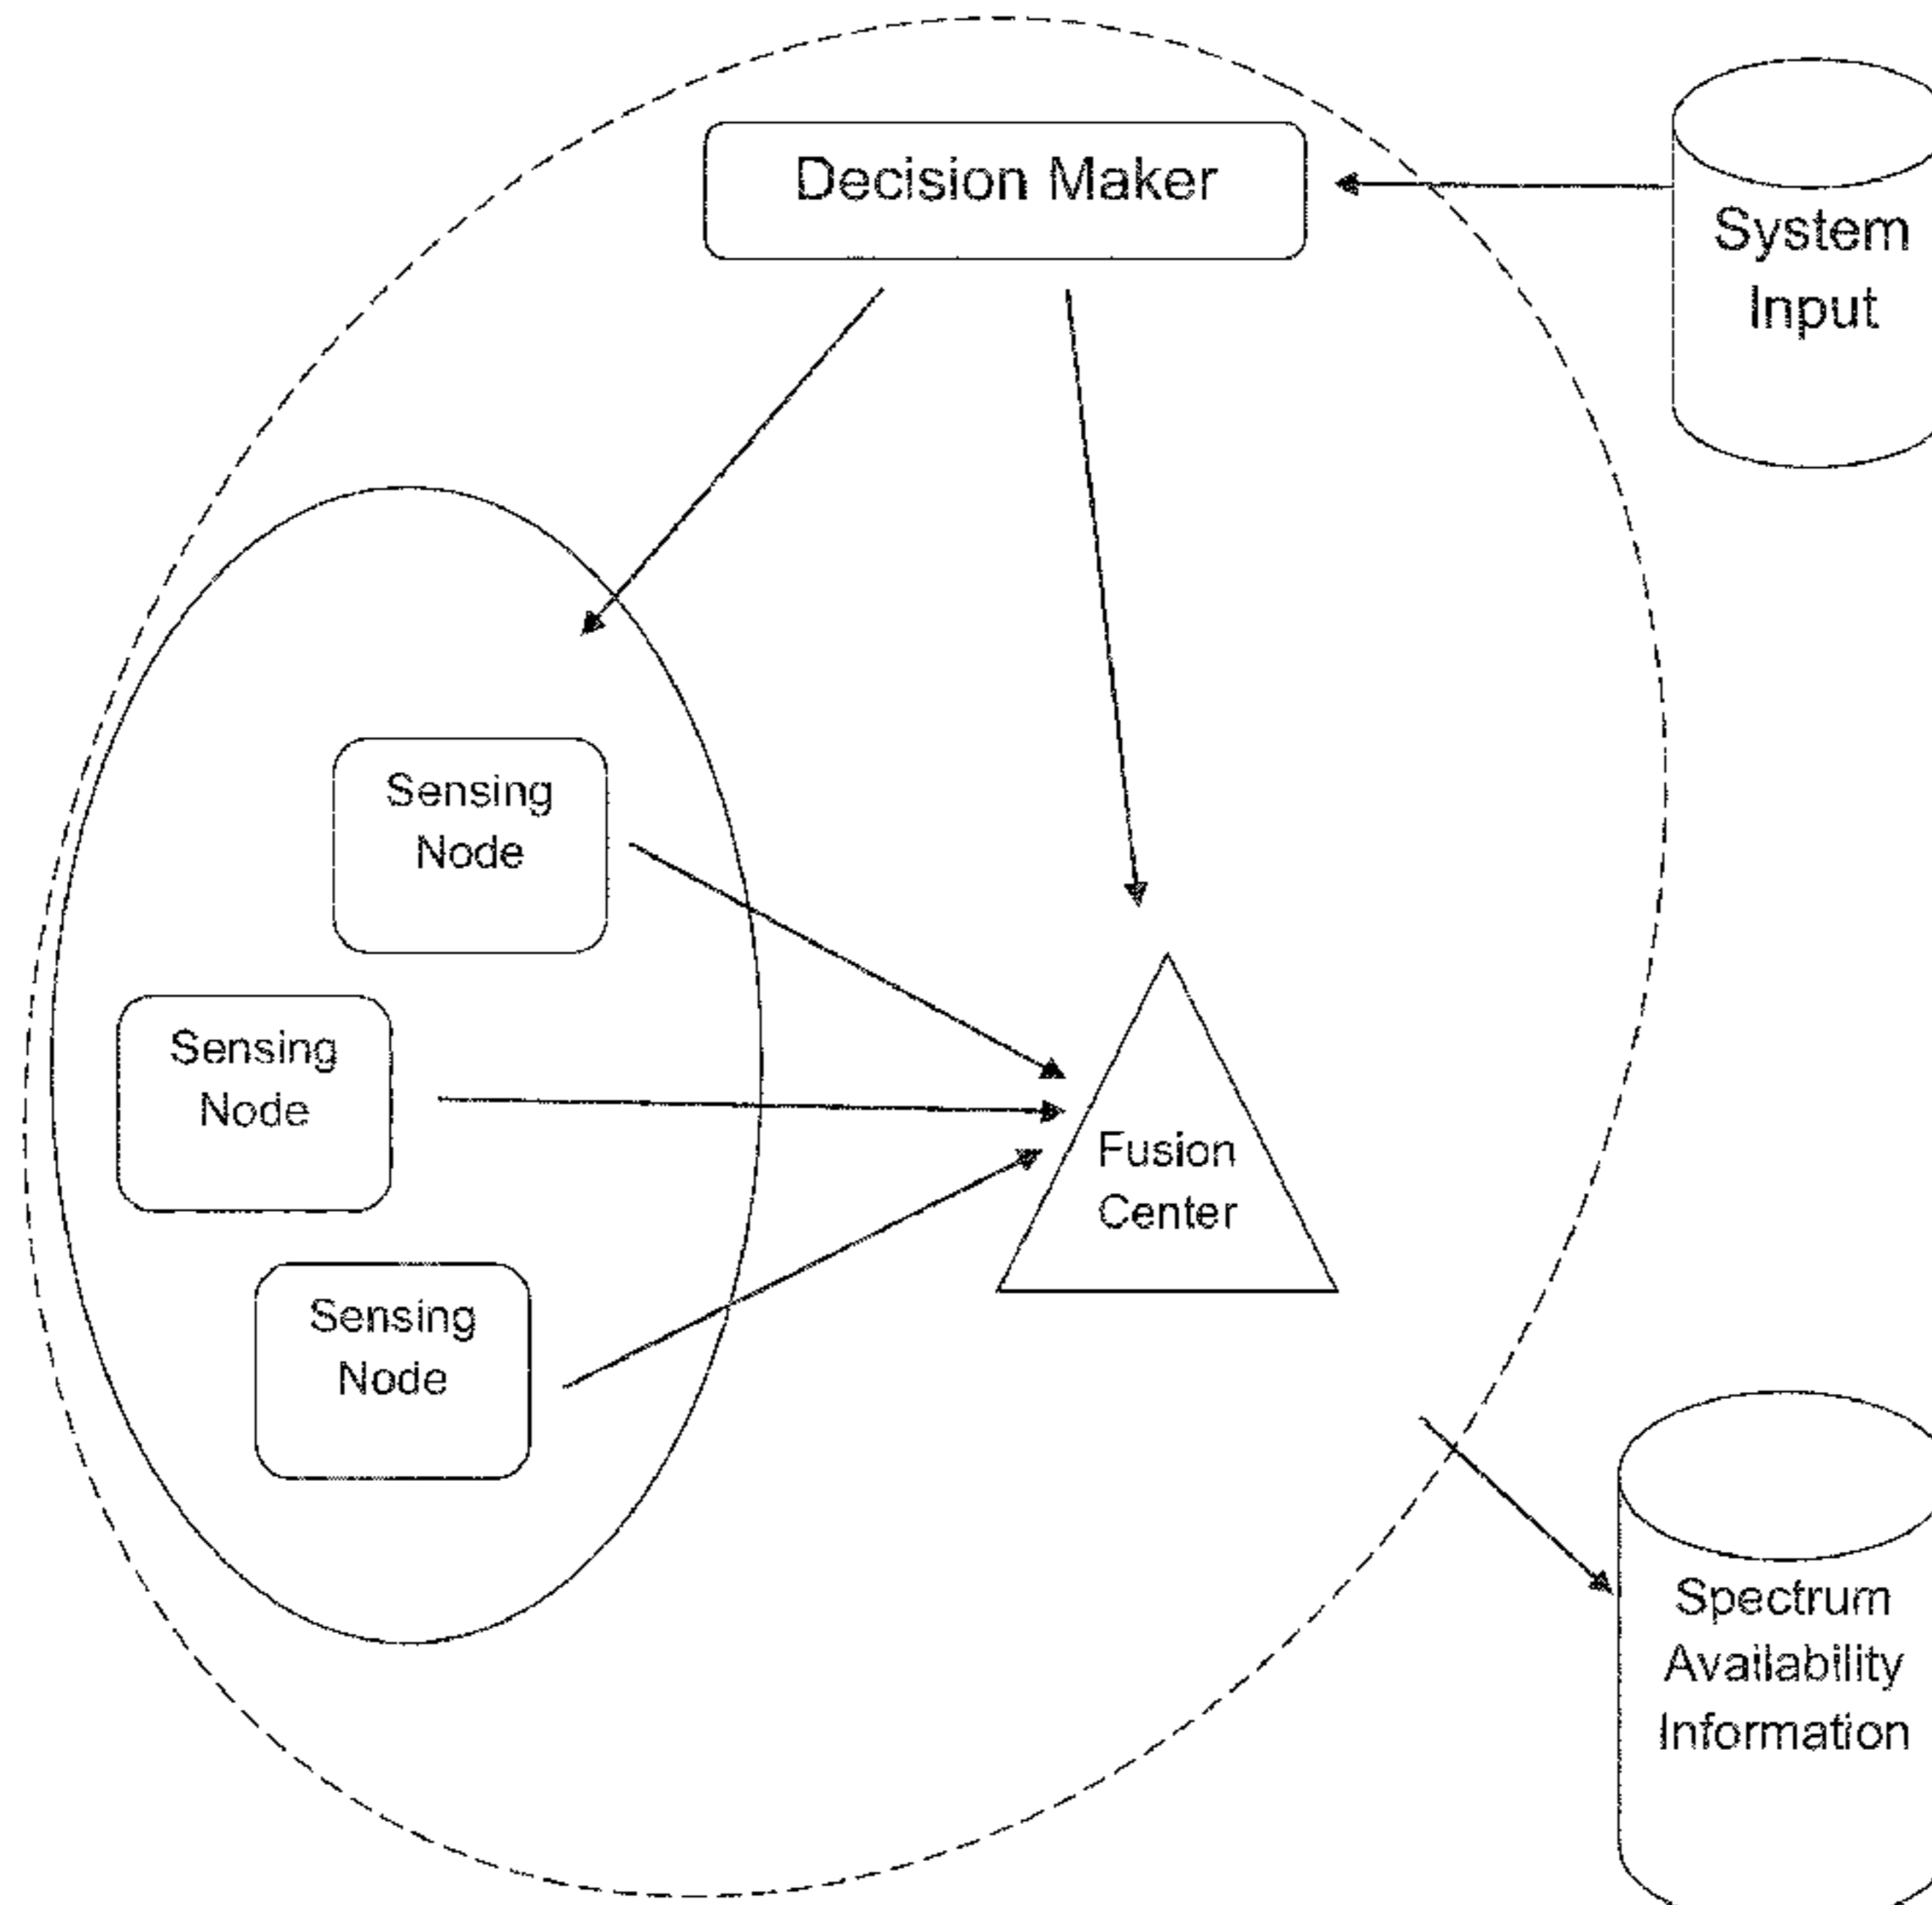 Decision Maker
System
Input
Sensing
Node
Sensing
Node
Fusion
Center
Sensing
Node
Spectrum
Availability
Information